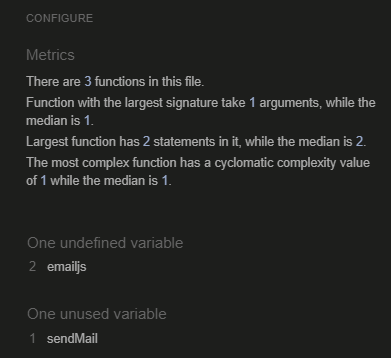 CONFIGURE
Metrics
There are 3 functions in this file.
Function with the largest signature take 1 arguments, while the
median is 1.
Largest function has 2 statements in it, while the median is 2.
The most complex function has a cyclomatic complexity value
of 1 while the median is 1.
One undefined variable
2 emailjs
One unused variable
1 sendMail